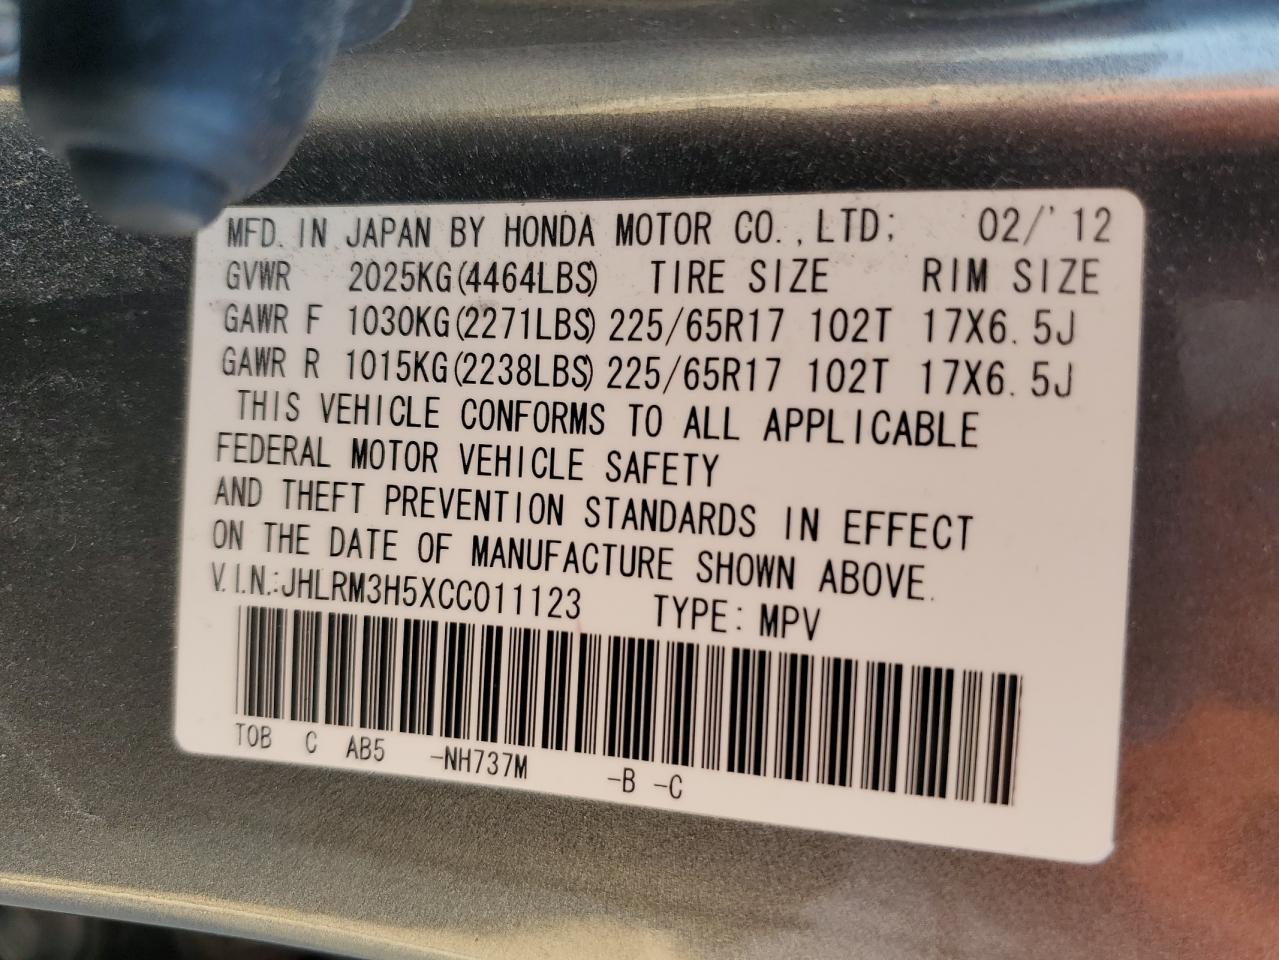 MFD. IN JAPAN BY HONDA MOTOR CO., LTD; 02/'12
GVWR 2025KG(4464LBS) TIRE SIZE RIM SIZE
GAWR F 1030KG(2271LBS) 225/65R17 102T 17X6.5J
GAWR R 1015KG(2238LBS) 225/65R17 102T 17X6.5J
THIS VEHICLE CONFORMS TO ALL APPLICABLE
FEDERAL MOTOR VEHICLE SAFETY
AND THEFT PREVENTION STANDARDS IN EFFECT
ON THE DATE OF MANUFACTURE SHOWN ABOVE.
V.I.N.:JHLRM3H5XCC011123 TYPE: MPV
TOB C AB5 -NH737M -B -C